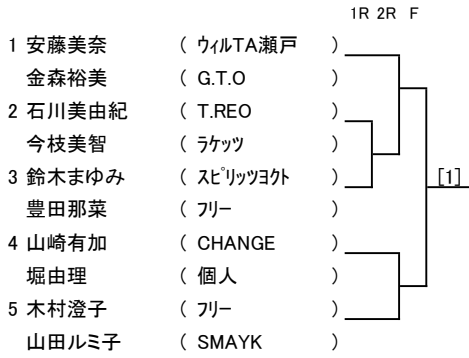 1R 2R F
1 安藤美奈 ( ウィルTA瀬戸 )
金森裕美 ( G.T.O )
2 石川美由紀 ( T.REO )
今枝美智 ( ラケッツ )
3 鈴木まゆみ ( スピリッツヨクト ) [1]
豊田那菜 ( フリー )
4 山崎有加 ( CHANGE )
堀由理 ( 個人 )
5 木村澄子 ( フリー )
山田ルミ子 ( SMAYK )